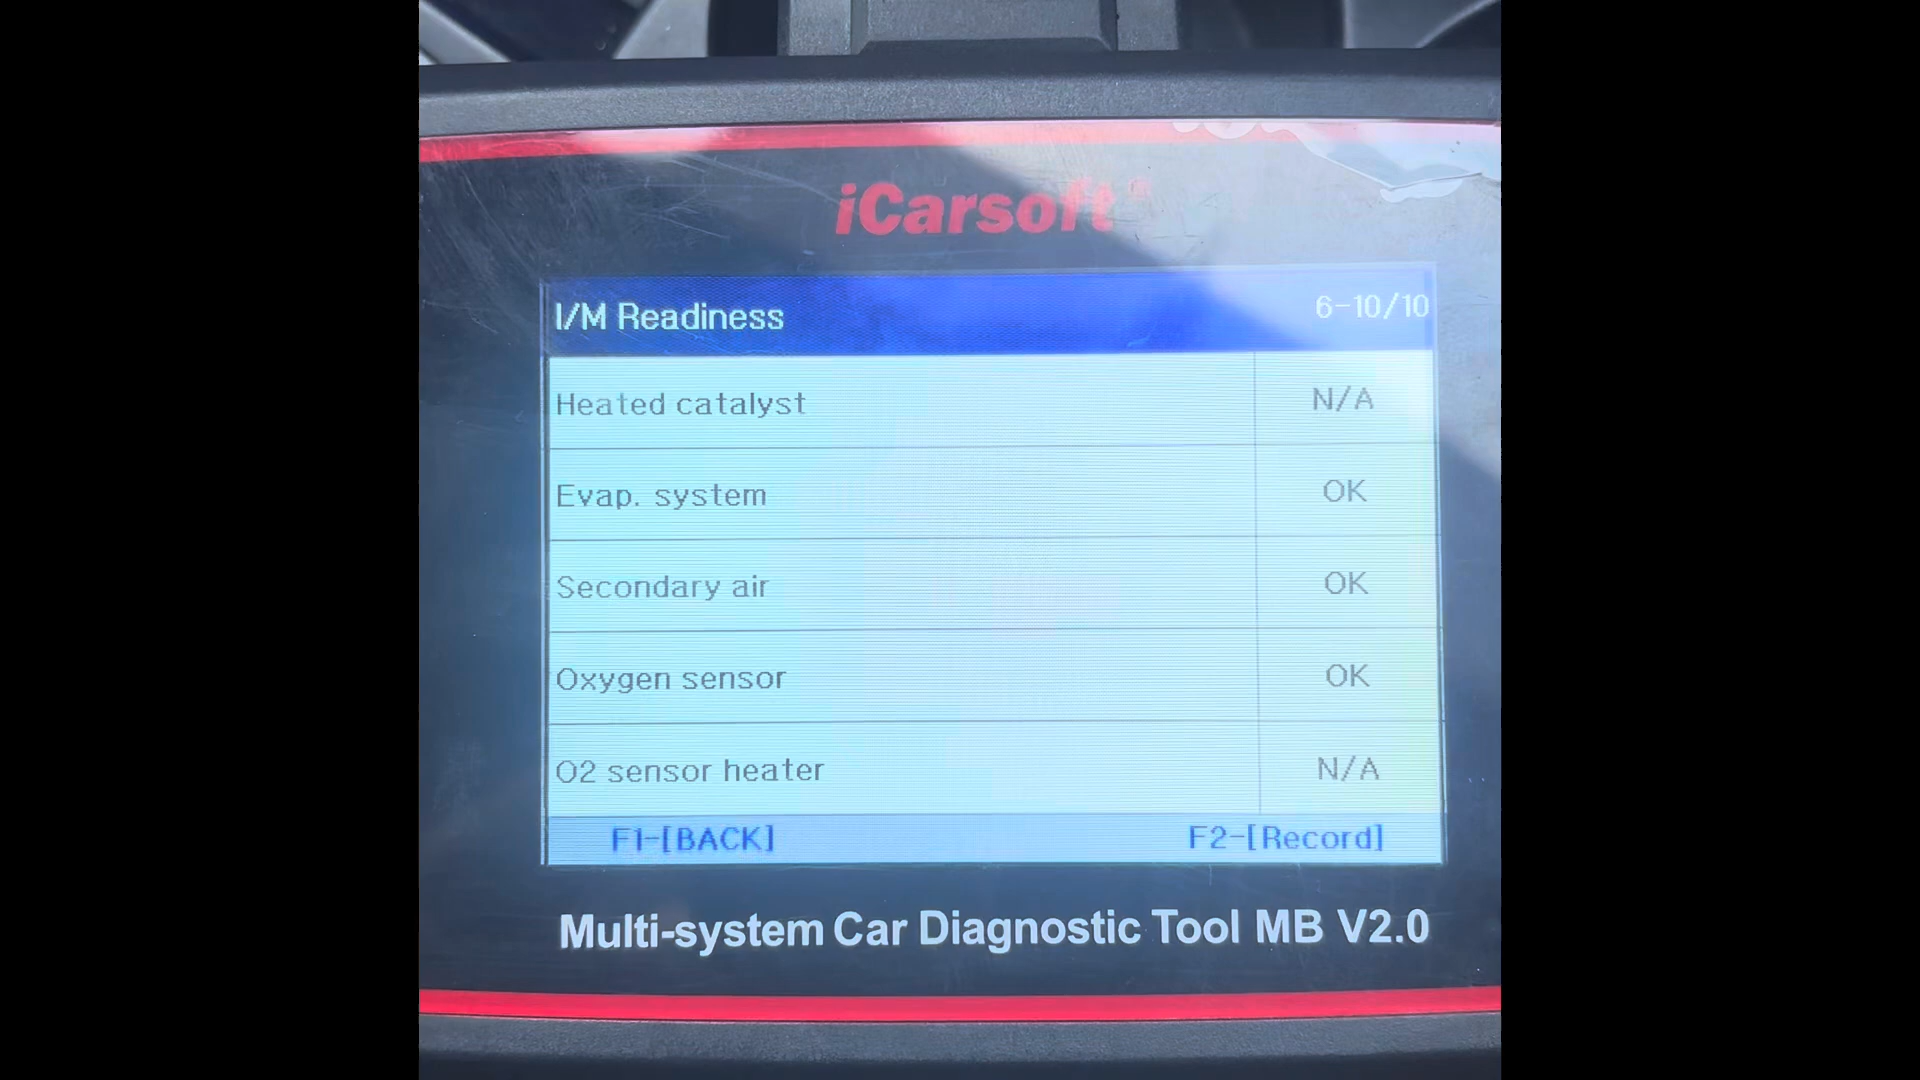 iCarsoft
I/M Readiness 6-10/10
Heated catalyst N/A
Evap. system OK
Secondary air OK
Oxygen sensor OK
O2 sensor heater N/A
F1-[BACK] F2-[Record]
Multi-system Car Diagnostic Tool MB V2.0